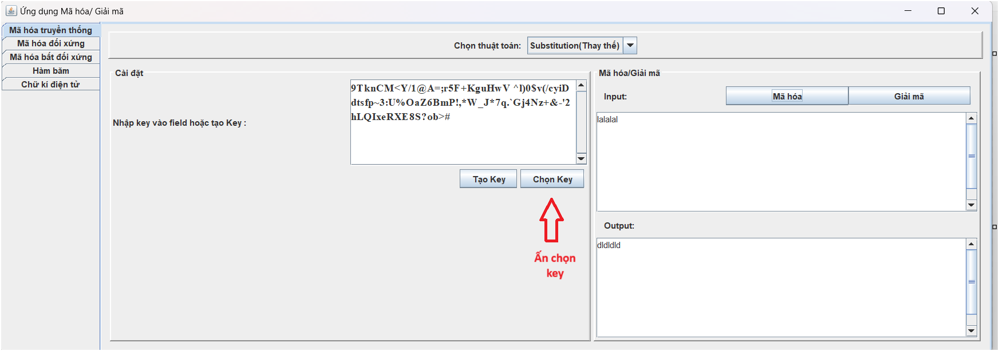 Ứng dụng Mã hóa/ Giải mã
Mã hóa truyền thống
Mã hóa đối xứng
Mã hóa bất đối xứng
Hàm băm
Chữ kí điện tử
Chọn thuật toán: Substitution(Thay thế)
Cài đặt
Nhập key vào field hoặc tạo Key :
9TknCM<Y/1@A=;r5F+KguHwV ^l)0$v(/cyiD
dtsfp~3:U%OaZ6BmP!,*W_J*7q.`Gj4Nz+&-'2
hLQIxeRXE8S?ob>#
Tạo Key Chọn Key
Ấn chọn
key
Mã hóa/Giải mã
Input: Mã hóa Giải mã
lalalal
Output:
dldldld